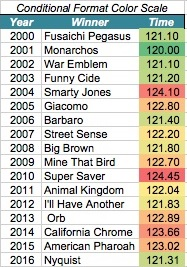 Conditional Format Color Scale
Year Winner Time
2000 Fusaichi Pegasus 121.10
2001 Monarchos 120.00
2002 War Emblem 121.10
2003 Funny Cide 121.20
2004 Smarty Jones 124.10
2005 Giacomo 122.80
2006 Barbaro 121.40
2007 Street Sense 122.20
2008 Big Brown 121.80
2009 Mine That Bird 122.70
2010 Super Saver 124.45
2011 Animal Kingdom 122.04
2012 I'll Have Another 121.83
2013 Orb 122.89
2014 California Chrome 123.66
2015 American Pharoah 123.02
2016 Nyquist 121.31